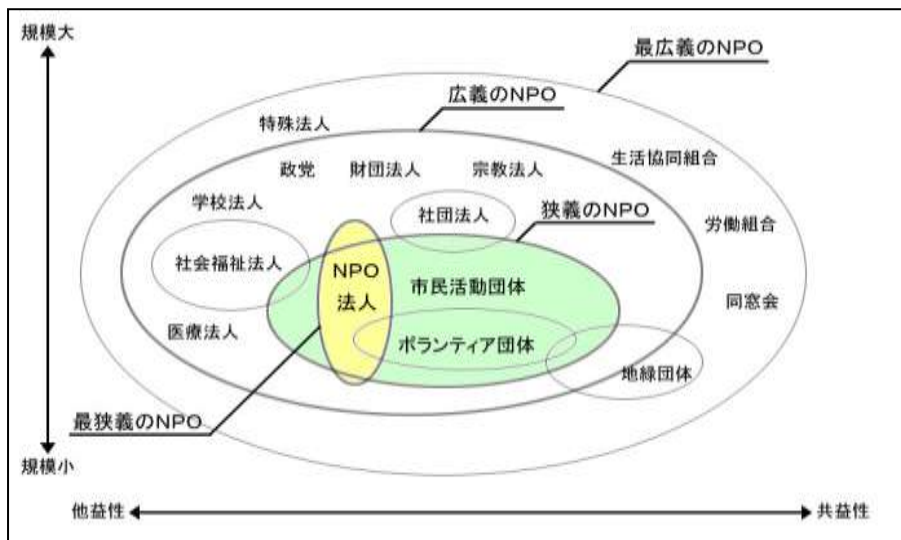 規模大
最広義のNPO
広義のNPO
特殊法人
生活協同組合
政党
財団法人
宗教法人
学校法人
社団法人
狭義のNPO
労働組合
社会福祉法人
NPO
法人
市民活動団体
同窓会
医療法人
ボランティア団体
地緑団体
最狭義のNPO
規模小
他益性
共益性